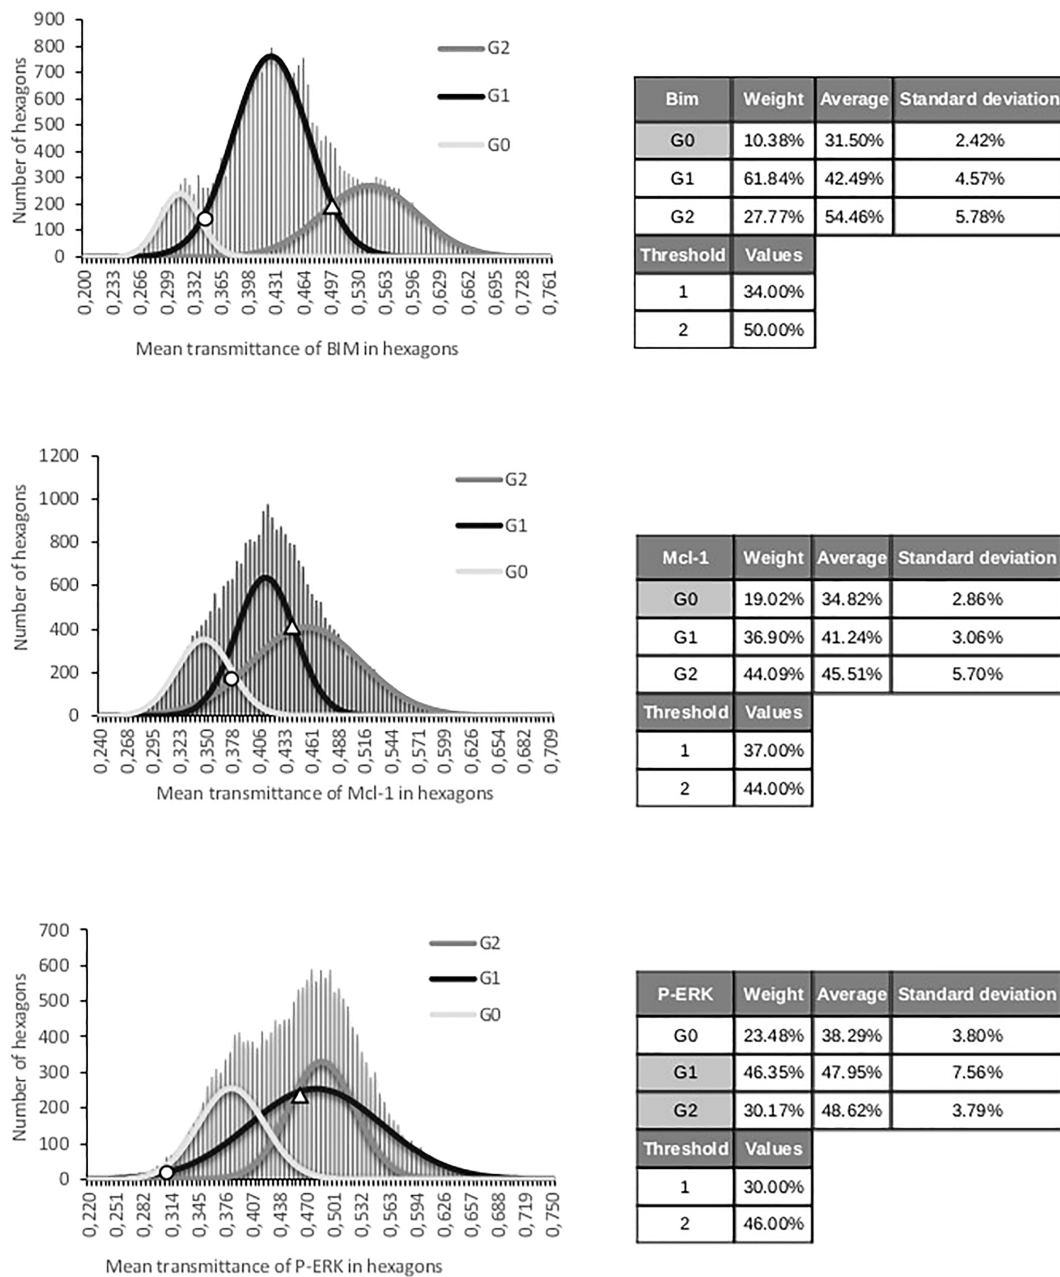 900
800
700
600
500
400
300
200
100
0
Number of hexagons
G2
G1
G0
0,200 0,233 0,266 0,299 0,332 0,365 0,398 0,431 0,464 0,497 0,530 0,563 0,596 0,629 0,662 0,695 0,728 0,761
Mean transmittance of BIM in hexagons
Bim Weight Average Standard deviation
G0 10.38% 31.50% 2.42%
G1 61.84% 42.49% 4.57%
G2 27.77% 54.46% 5.78%
Threshold Values
1 34.00%
2 50.00%
1200
1000
800
600
400
200
0
Number of hexagons
G2
G1
G0
0,240 0,268 0,295 0,323 0,350 0,378 0,406 0,433 0,461 0,488 0,516 0,544 0,571 0,599 0,626 0,654 0,682 0,709
Mean transmittance of Mcl-1 in hexagons
Mcl-1 Weight Average Standard deviation
G0 19.02% 34.82% 2.86%
G1 36.90% 41.24% 3.06%
G2 44.09% 45.51% 5.70%
Threshold Values
1 37.00%
2 44.00%
700
600
500
400
300
200
100
0
Number of hexagons
G2
G1
G0
0,220 0,251 0,282 0,314 0,345 0,376 0,407 0,438 0,470 0,501 0,532 0,563 0,594 0,626 0,657 0,688 0,719 0,750
Mean transmittance of P-ERK in hexagons
P-ERK Weight Average Standard deviation
G0 23.48% 38.29% 3.80%
G1 46.35% 47.95% 7.56%
G2 30.17% 48.62% 3.79%
Threshold Values
1 30.00%
2 46.00%